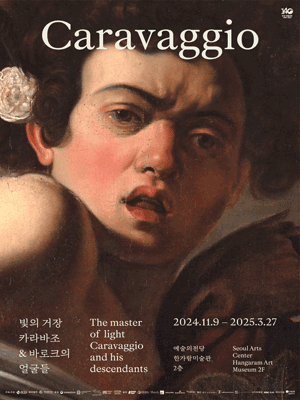 Caravaggio
빛의 거장
카라바조
& 바로크의
얼굴들
The master
of light
Caravaggio
and his
descendants
2024.11.9 – 2025.3.27
예술의전당
한가람미술관
2층
Seoul Arts
Center
Hangaram Art
Museum 2F